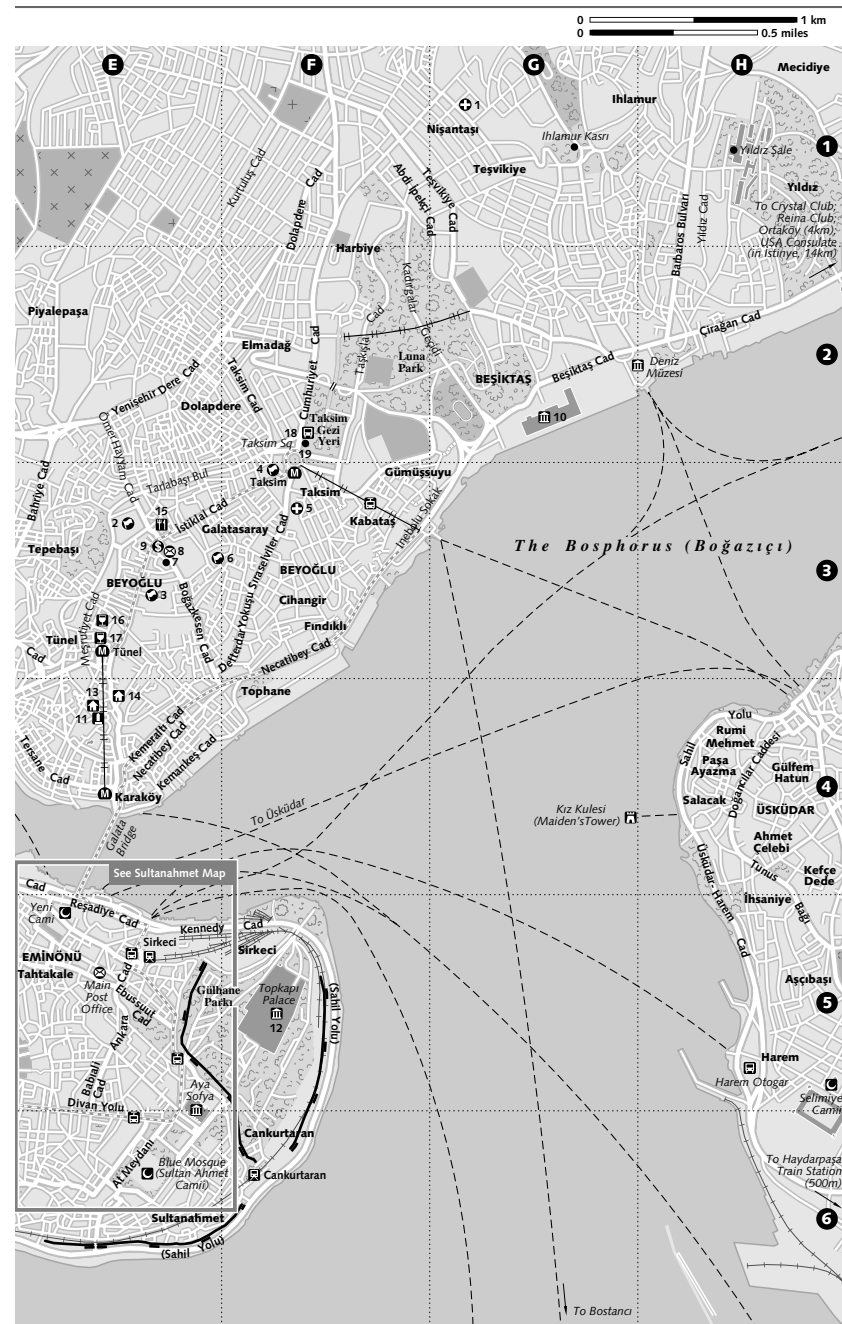 0 1 km
0 0.5 miles
E
F
G
H
Mecidiye
1
Ihlamur
Nişantaşı
Ihlamur Kasrı
Yıldız Şale
1
Teşvikiye
Yıldız
Kurtuluş Cad
Dolapdere Cad
Abdi İpekçi Cad
Teşvikiye Cad
Barbaros Bulvarı
Yıldız Cad
To Crystal Club,
Reina Club,
Ortaköy (4km),
USA Consulate
(in İstinye, 14km)
Harbiye
Kadırgalar
Geçidi
Piyalepaşa
Elmadağ
Cumhuriyet Cad
Taşkışla
Cad
Luna
Park
Çırağan Cad
Beşiktaş Cad
Deniz
Müzesi
2
BEŞİKTAŞ
Yenişehir Dere Cad
Taksim Cad
Dolapdere
10
Ömer Hayyam Cad
18
Taksim
Gezi
Yeri
Taksim Sq
19
Tarlabaşı Bul
4
Taksim
Taksim
Gümüşsuyu
Bahriye Cad
15
İstiklal Cad
5
Kabataş
İnebolu Sokak
2
Galatasaray
Tepebaşı
9
8
7
6
The Bosphorus (Boğaziçi)
3
BEYOĞLU
BEYOĞLU
3
Boğazkesen Cad
Defterdar Yokuşu
Sıraselviler Cad
Cihangir
Meşrutiyet Cad
16
Fındıklı
Tünel
17
Tünel
Cad
Necatibey Cad
Tophane
13
14
11
Kemeraltı Cad
Necatibey Cad
Kemankeş Cad
Tersane Cad
Karaköy
Sahil
Yolu
Rumi
Mehmet
Paşa
Ayazma
Doğancılar Caddesi
Gülfem
Hatun
4
Salacak
ÜSKÜDAR
To Üsküdar
Kız Kulesi
(Maiden'sTower)
Galata
Bridge
Ahmet
Çelebi
Üsküdar-Harem
Cad
Tunus
Bağı
Kefçe
Dede
See Sultanahmet Map
İhsaniye
Cad
Reşadiye Cad
Yeni
Cami
Kennedy Cad
Sirkeci
Sirkeci
EMİNÖNÜ
Tahtakale
Main
Post
Office
Cad
Ebussuut
Cad
Ankara
Gülhane
Parkı
Topkapı
Palace
12
(Sahil Yolu)
Aşçıbaşı
5
Babıali
Cad
Harem
Harem Otogar
Aya
Sofya
Selimiye
Camii
Divan Yolu
Cankurtaran
At Meydanı
Blue Mosque
(Sultan Ahmet
Camii)
Cankurtaran
To Haydarpaşa
Train Station
(500m)
Sultanahmet
6
(Sahil Yolu)
To Bostancı